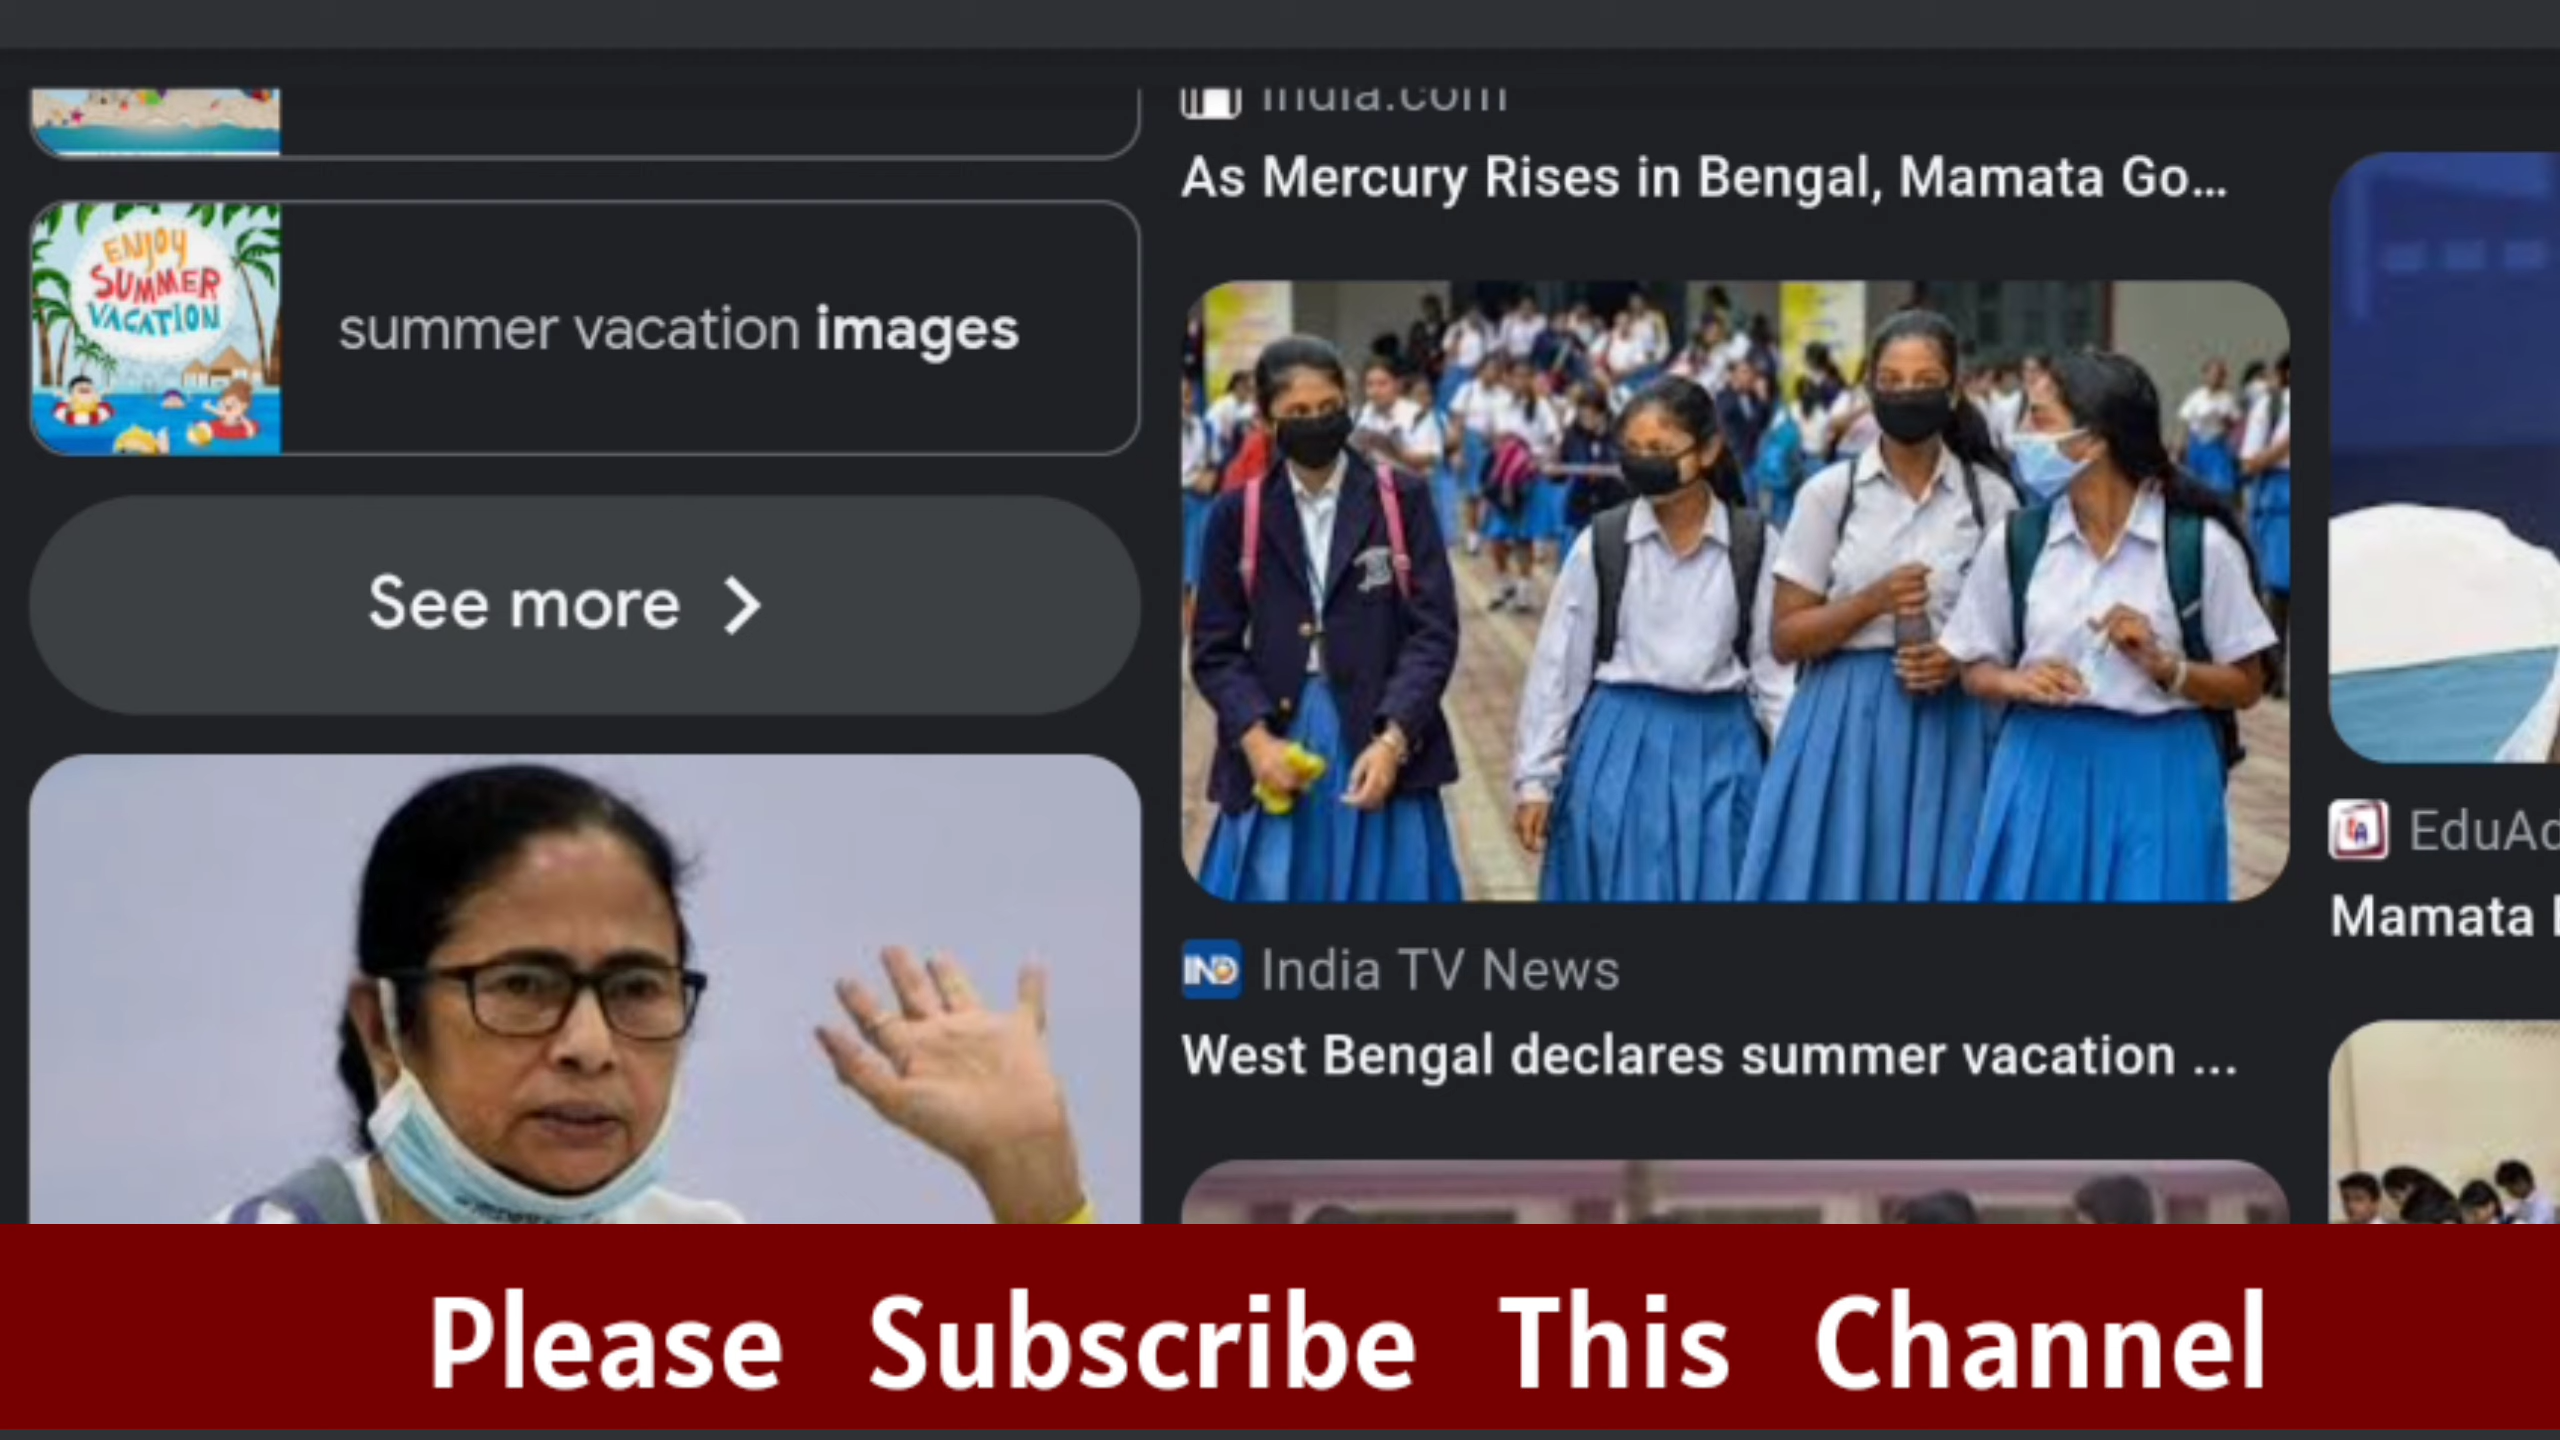 India.com
As Mercury Rises in Bengal, Mamata Go...
ENJOY
SUMMER
VACATION
summer vacation images
See more
EduAd
Mamata
India TV News
West Bengal declares summer vacation ...
Please Subscribe This Channel